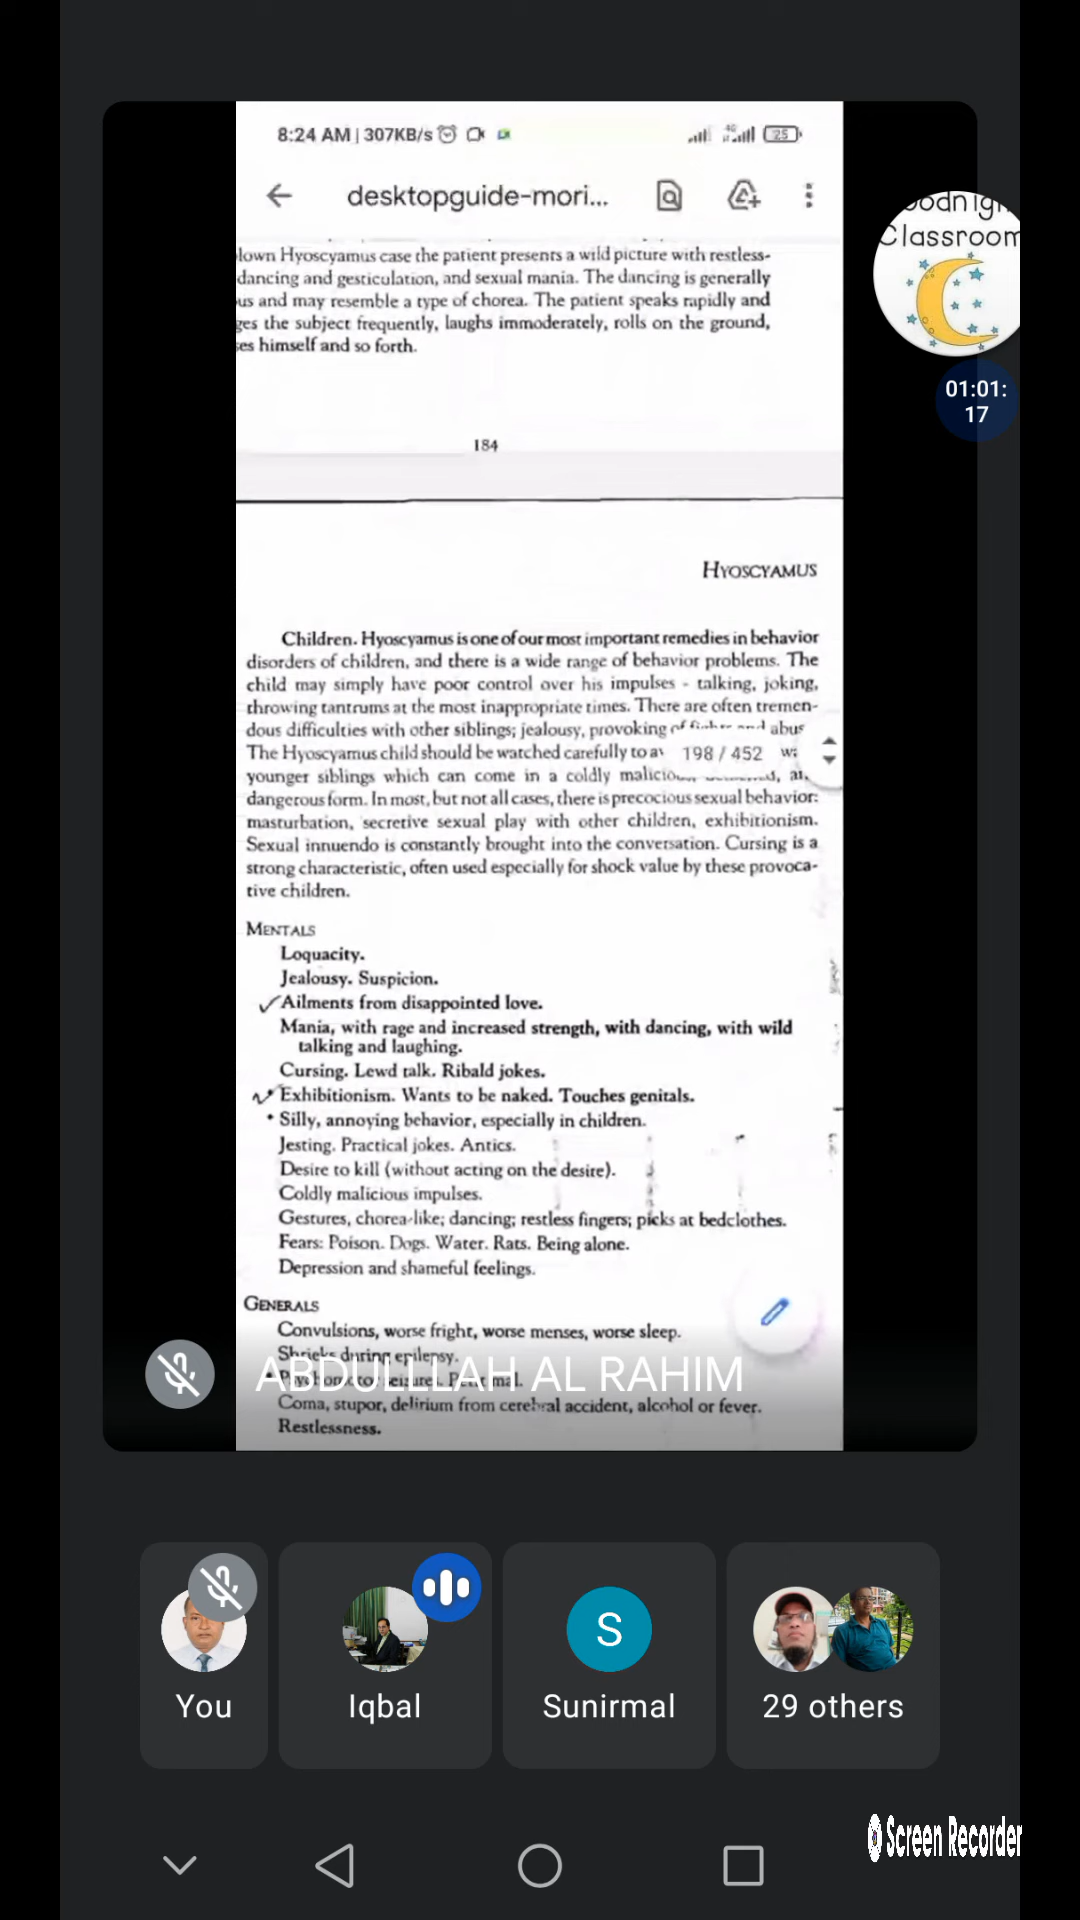 8:24 AM | 307KB/s
4G
25
desktopguide-mori...
lown Hyoscyamus case the patient presents a wild picture with restless-
dancing and gesticulation, and sexual mania. The dancing is generally
us and may resemble a type of chorea. The patient speaks rapidly and
ges the subject frequently, laughs immoderately, rolls on the ground,
es himself and so forth.
184
Classroom
01:01:
17
HYOSCYAMUS
Children. Hyoscyamus is one of our most important remedies in behavior
disorders of children, and there is a wide range of behavior problems. The
child may simply have poor control over his impulses - talking, joking,
throwing tantrums at the most inappropriate times. There are often tremen-
dous difficulties with other siblings; jealousy, provoking of abus
The Hyoscyamus child should be watched carefully to
198 / 452
younger siblings which can come in a coldly
dangerous form. In most, but not all cases, there is precocious sexual behavior:
masturbation, secretive sexual play with other children, exhibitionism.
Sexual innuendo is constantly brought into the conversation. Cursing is a
strong characteristic, often used especially for shock value by these provoca-
tive children.
MENTALS
Loquacity.
Jealousy. Suspicion.
✓Ailments from disappointed love.
Mania, with rage and increased strength, with dancing, with wild
talking and laughing.
Cursing. Lewd talk. Ribald jokes.
Exhibitionism. Wants to be naked. Touches genitals.
• Silly, annoying behavior, especially in children.
Jesting. Practical jokes. Antics.
Desire to kill (without acting on the desire).
Coldly malicious impulses.
Gestures, chorea-like; dancing; restless fingers; picks at bedclothes.
Fears: Poison. Dogs. Water. Rats. Being alone.
Depression and shameful feelings.
GENERALS
Convulsions, worse fright, worse menses, worse sleep.
Shrieks during epilepsy.
ABDULLLAH AL RAHIM
Psychomotor seizures. Petit mal.
Coma, stupor, delirium from cerebral accident, alcohol or fever.
Restlessness.
You
Iqbal
S
Sunirmal
29 others
Screen Recorder